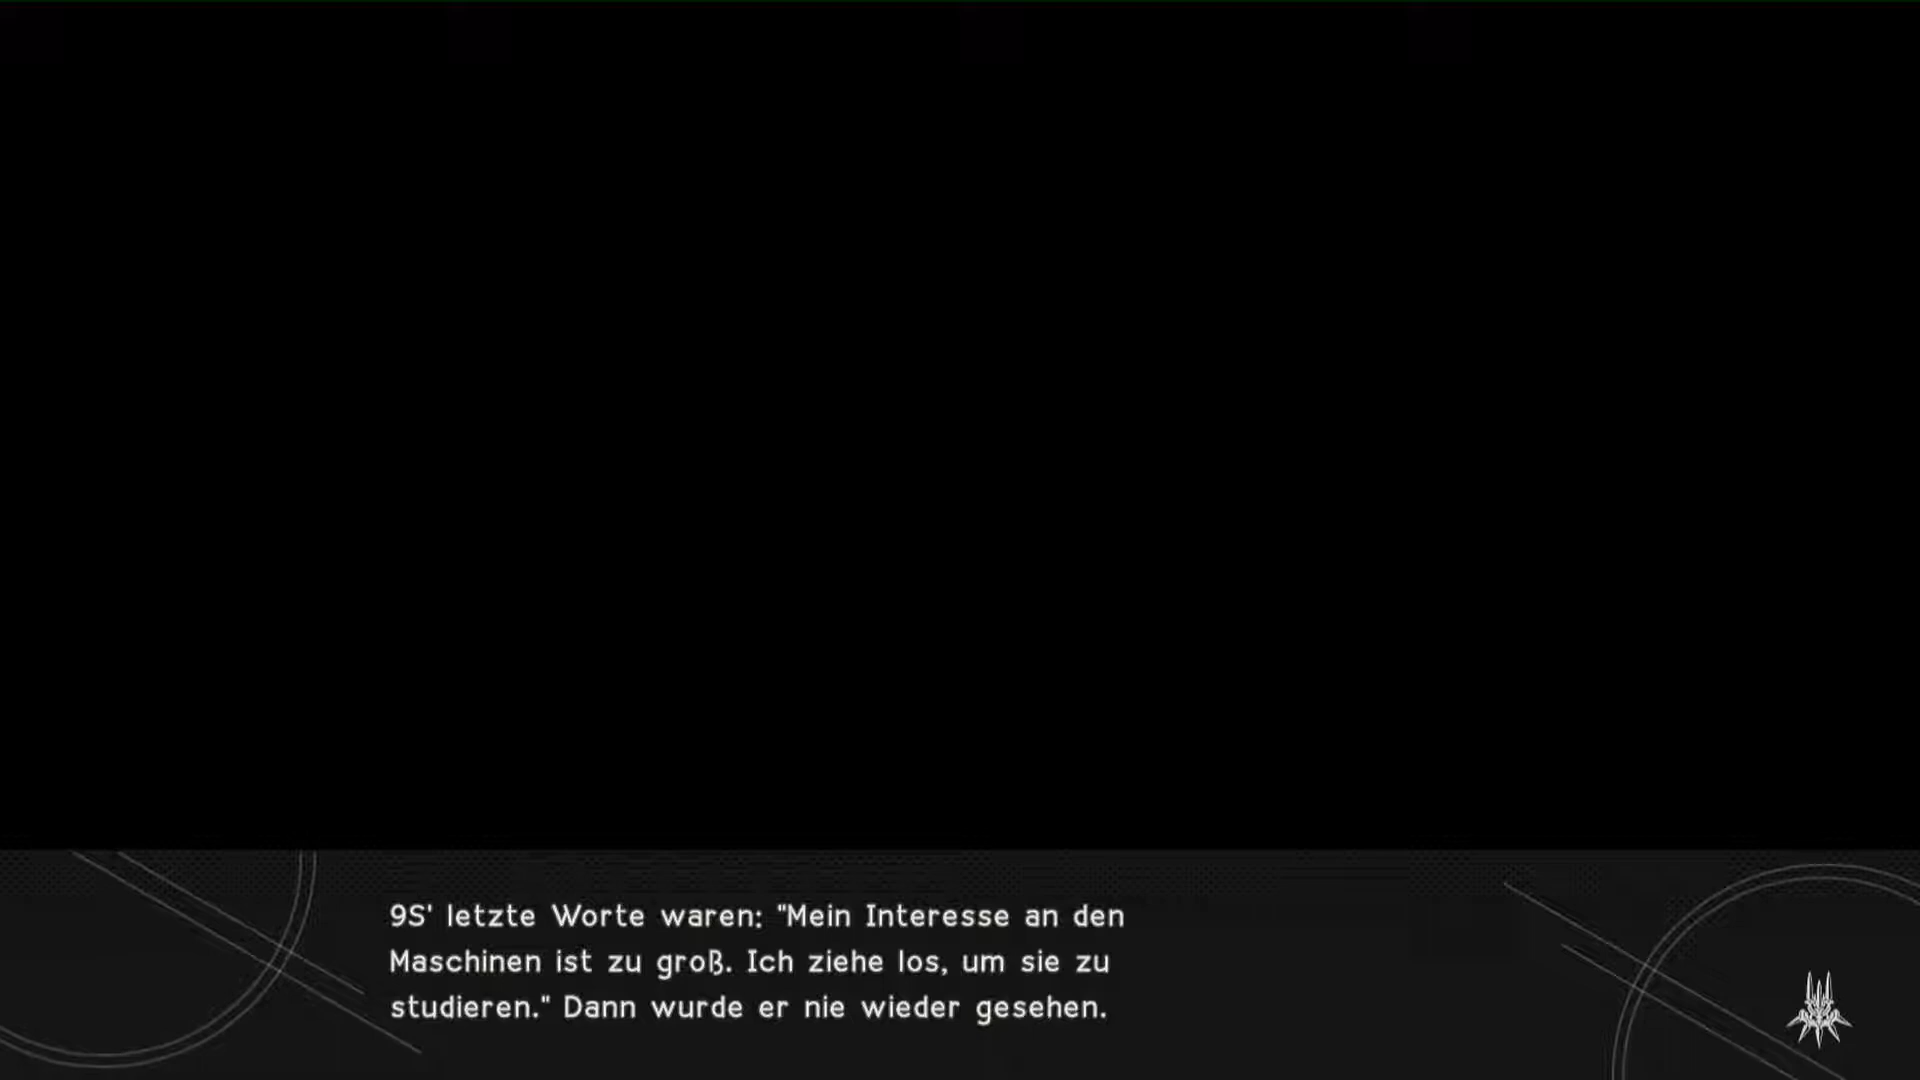 9S' letzte Worte waren: "Mein Interesse an den
Maschinen ist zu groß. Ich ziehe los, um sie zu
studieren." Dann wurde er nie wieder gesehen.